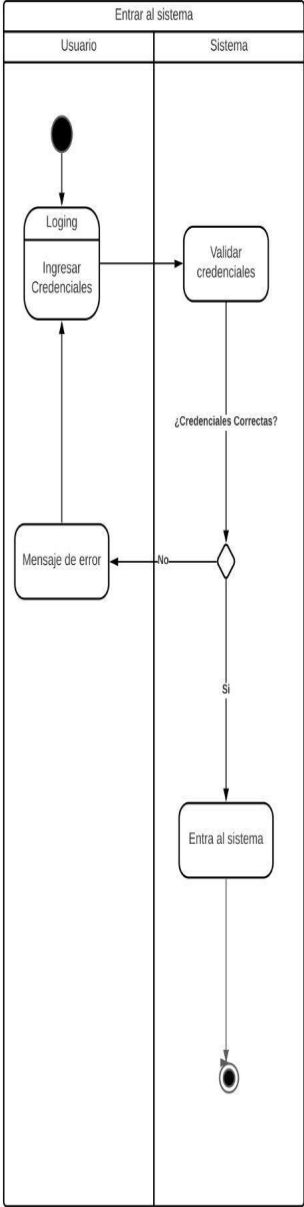 Entrar al sistema
Usuario
Sistema
Loging
Ingresar
Credenciales
Validar
credenciales
¿Credenciales Correctas?
Mensaje de error
No
Si
Entra al sistema